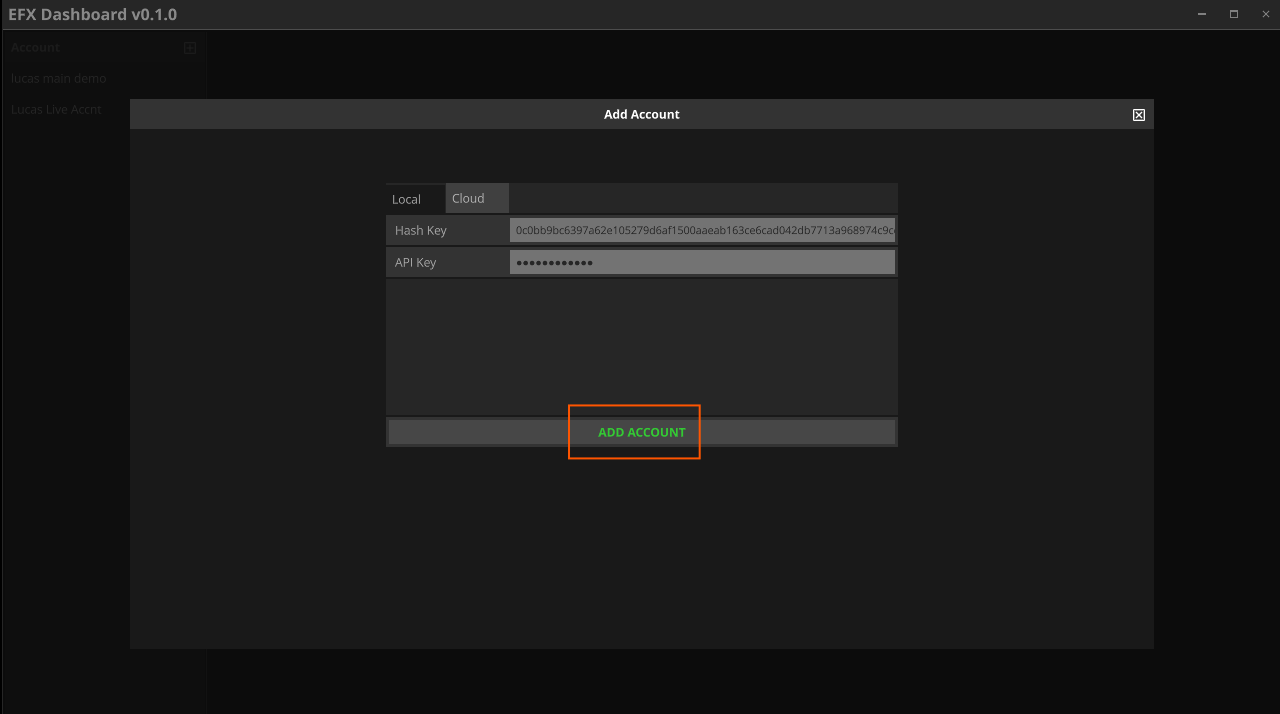 EFX Dashboard v0.1.0
Account
lucas main demo
Lucas Live Accnt
Add Account
Local Cloud
Hash Key 0c0bb9bc6397a62e105279d6af1500aaeab163ce6cad042db7713a968974c9c
API Key ••••••••••••
ADD ACCOUNT